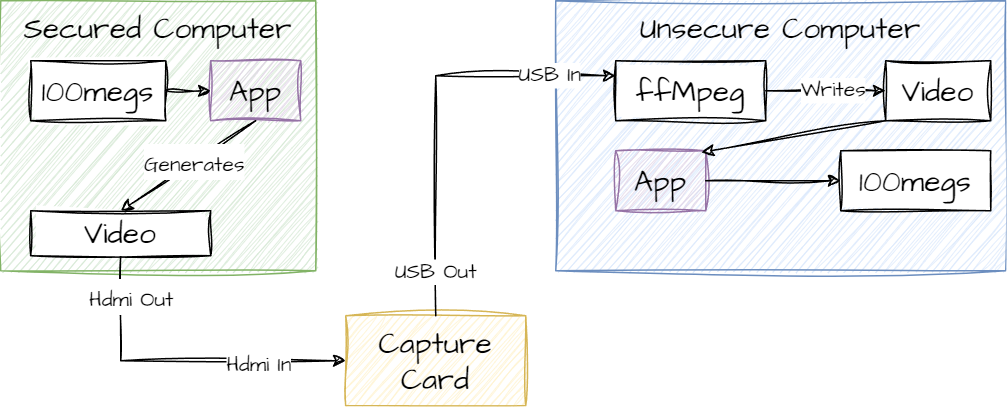 Secured Computer
100megs
App
Generates
Video
Hdmi Out
Hdmi In
Capture
Card
USB Out
USB In
Unsecure Computer
ffMpeg
Writes
Video
App
100megs